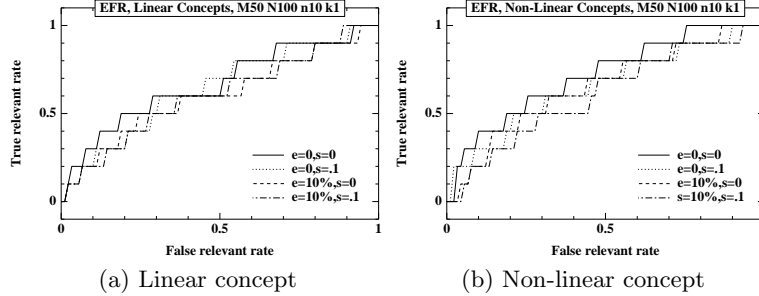 EFR, Linear Concepts, M50 N100 n10 k1
True relevant rate
1
0.5
0
e=0,s=0
e=0,s=.1
e=10%,s=0
e=10%,s=.1
0
0.5
1
False relevant rate
(a) Linear concept
EFR, Non-Linear Concepts, M50 N100 n10 k1
True relevant rate
1
0.5
0
e=0,s=0
e=0,s=.1
e=10%,s=0
s=10%,s=.1
0
0.5
False relevant rate
(b) Non-linear concept